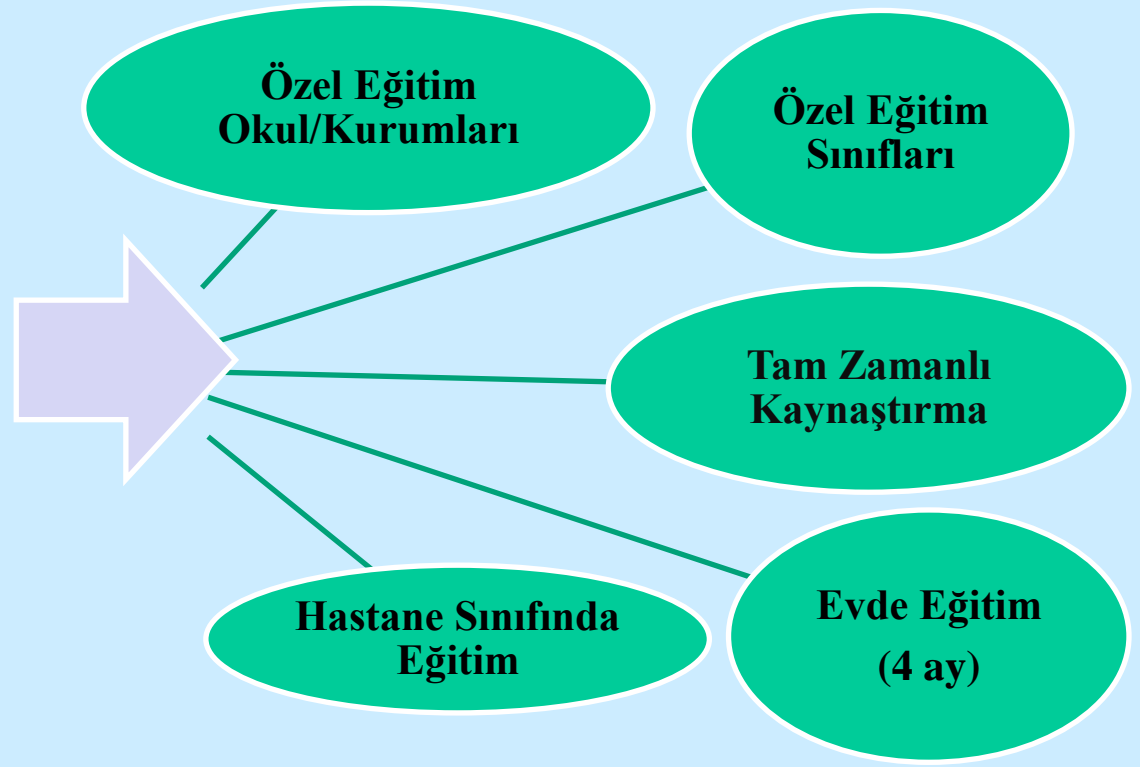 Özel Eğitim
Okul/Kurumları
Özel Eğitim
Sınıfları
Tam Zamanlı
Kaynaştırma
Evde Eğitim
(4 ay)
Hastane Sınıfında
Eğitim